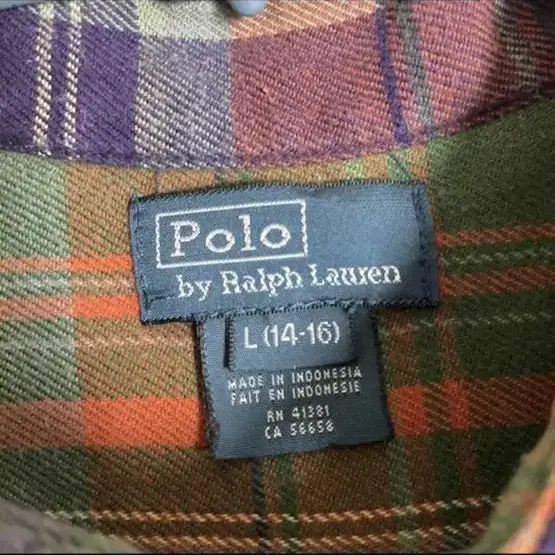 Polo
by Ralph Lauren
L (14-16)
MADE IN INDONESIA
FAIT EN INDONESIE
RN 41381
CA 56658